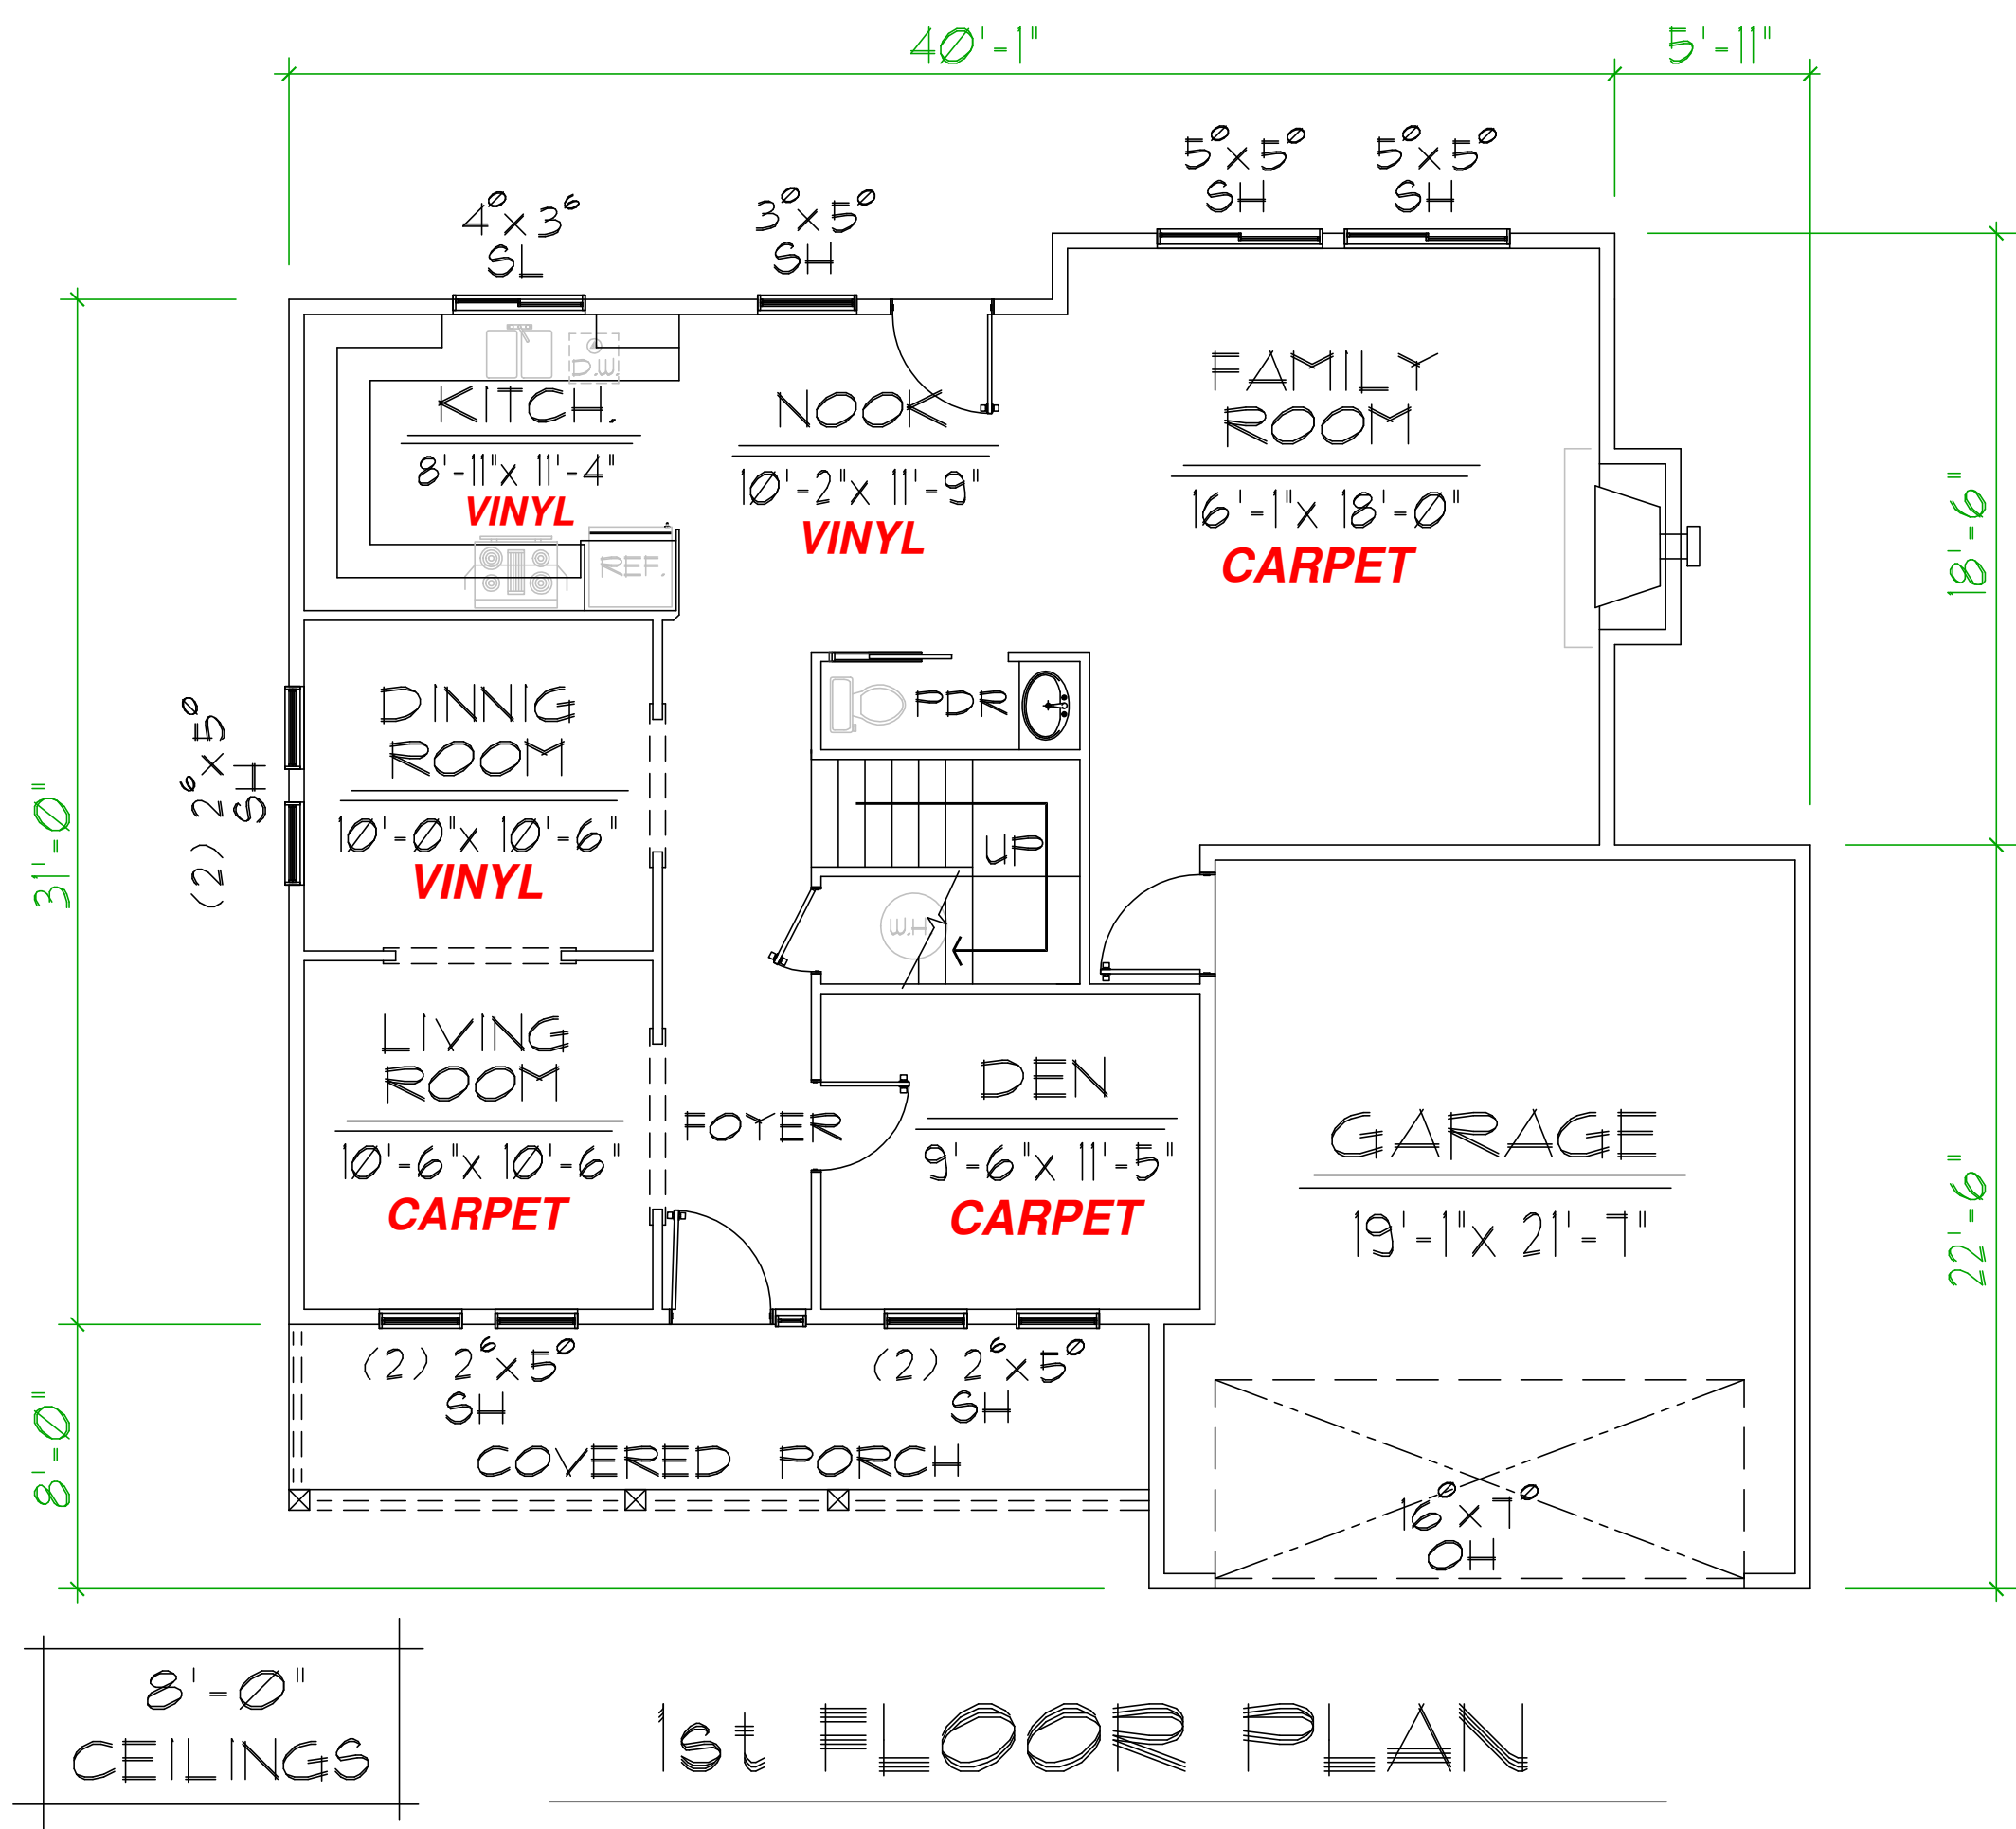 40'-1"
5'-11"
5⁰x5⁰
SH
5⁰x5⁰
SH
4⁰x3⁶
SL
3⁰x5⁰
SH
D.W.
KITCH.
8'-11"x 11'-4"
VINYL
REF.
NOOK
10'-2"x 11'-9"
VINYL
FAMILY
ROOM
16'-1"x 18'-0"
CARPET
18'-6"
31'-0"
(2) 2⁶x5⁰
SH
DINNIG
ROOM
10'-0"x 10'-6"
VINYL
PDR
UP
W.H.
LIVING
ROOM
10'-6"x 10'-6"
CARPET
FOYER
DEN
9'-6"x 11'-5"
CARPET
GARAGE
19'-1"x 21'-7"
22'-6"
(2) 2⁶x5⁰
SH
(2) 2⁶x5⁰
SH
8'-0"
COVERED PORCH
16⁰x7⁰
OH
8'-0"
CEILINGS
1st FLOOR PLAN